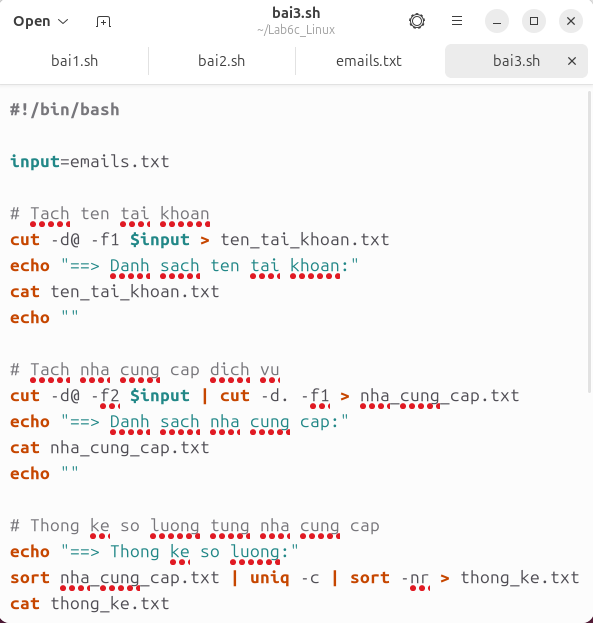 Open
bai3.sh
~/Lab6c_Linux
bai1.sh
bai2.sh
emails.txt
bai3.sh
#!/bin/bash
input=emails.txt
# Tach ten tai khoan
cut -d@ -f1 $input > ten_tai_khoan.txt
echo "==> Danh sach ten tai khoan:"
cat ten_tai_khoan.txt
echo ""
# Tach nha cung cap dich vu
cut -d@ -f2 $input | cut -d. -f1 > nha_cung_cap.txt
echo "==> Danh sach nha cung cap:"
cat nha_cung_cap.txt
echo ""
# Thong ke so luong tung nha cung cap
echo "==> Thong ke so luong:"
sort nha_cung_cap.txt | uniq -c | sort -nr > thong_ke.txt
cat thong_ke.txt